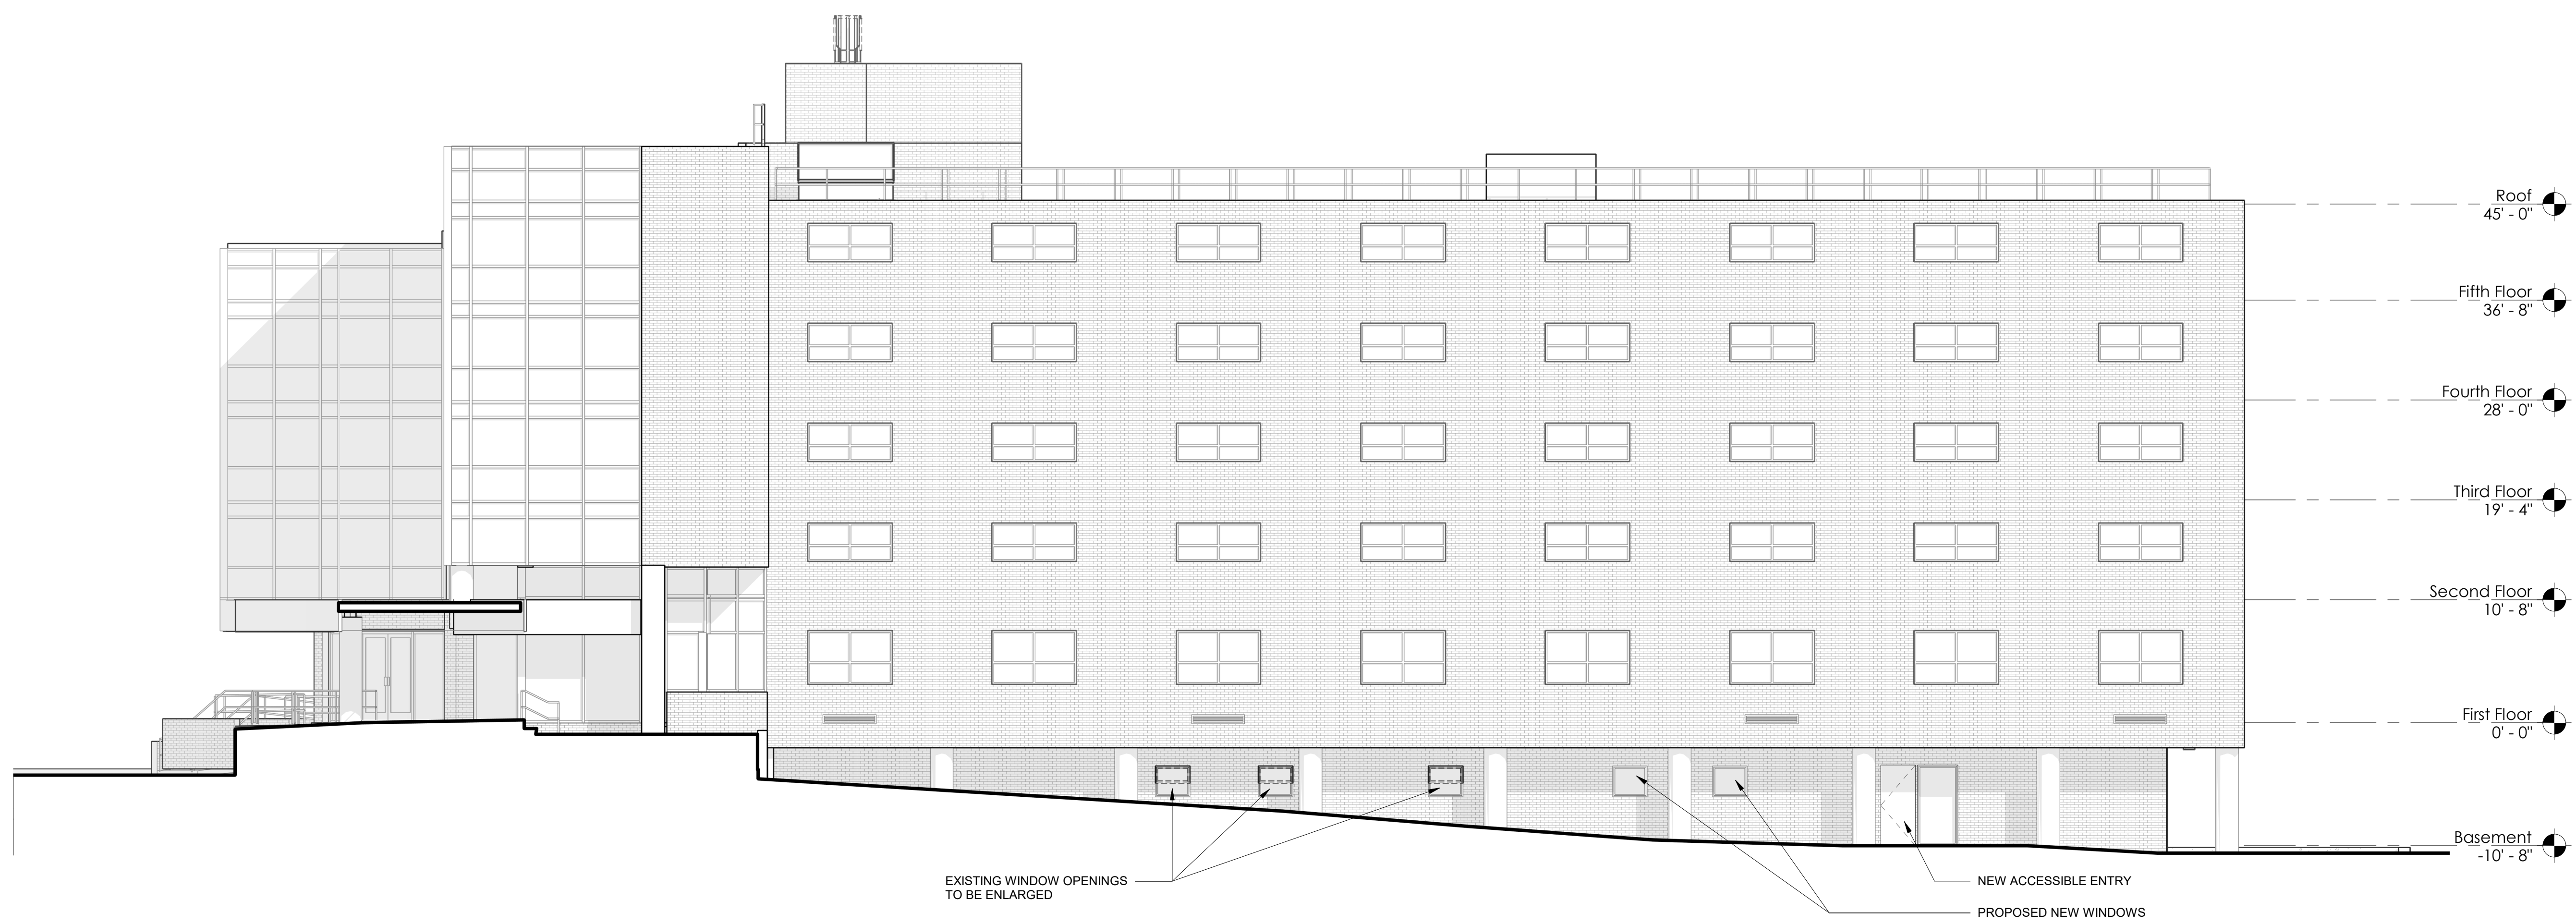 Roof
45' - 0"
Fifth Floor
36' - 8"
Fourth Floor
28' - 0"
Third Floor
19' - 4"
Second Floor
10' - 8"
First Floor
0' - 0"
Basement
-10' - 8"
EXISTING WINDOW OPENINGS
TO BE ENLARGED
NEW ACCESSIBLE ENTRY
PROPOSED NEW WINDOWS